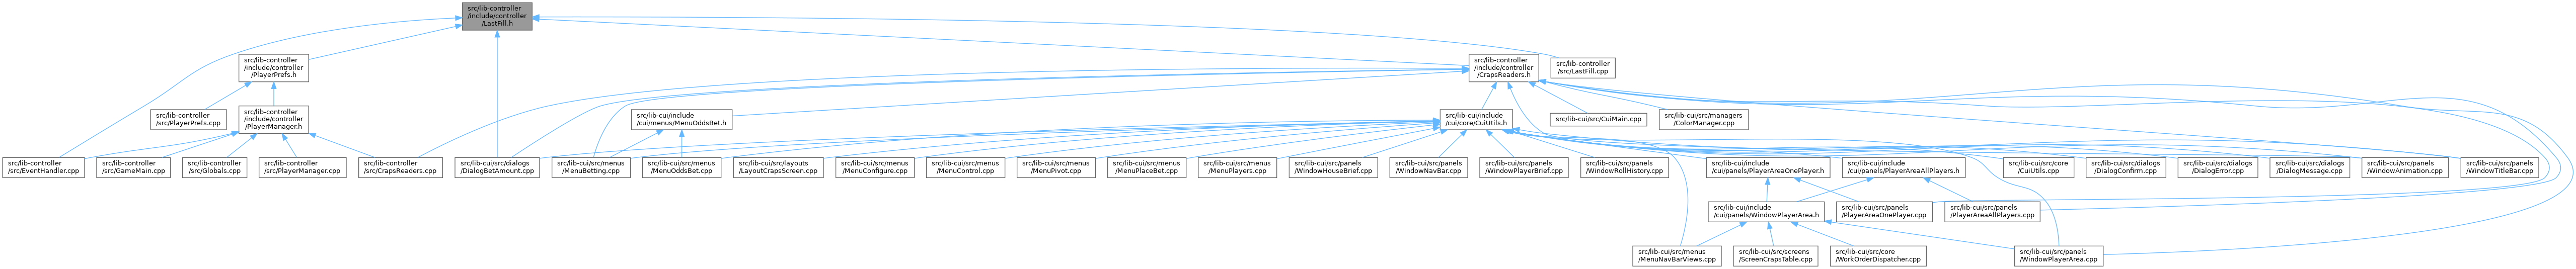 src/lib-controller
/include/controller
/LastFill.h
src/lib-controller
/include/controller
/PlayerPrefs.h
src/lib-controller
/include/controller
/CrapsReaders.h
src/lib-controller
/src/LastFill.cpp
src/lib-controller
/src/PlayerPrefs.cpp
src/lib-controller
/include/controller
/PlayerManager.h
src/lib-cui/include
/cui/menus/MenuOddsBet.h
src/lib-cui/include
/cui/core/CuiUtils.h
src/lib-cui/src/CuiMain.cpp
src/lib-cui/src/managers
/ColorManager.cpp
src/lib-controller
/src/EventHandler.cpp
src/lib-controller
/src/GameMain.cpp
src/lib-controller
/src/Globals.cpp
src/lib-controller
/src/PlayerManager.cpp
src/lib-controller
/src/CrapsReaders.cpp
src/lib-cui/src/dialogs
/DialogBetAmount.cpp
src/lib-cui/src/menus
/MenuBetting.cpp
src/lib-cui/src/menus
/MenuOddsBet.cpp
src/lib-cui/src/layouts
/LayoutCrapsScreen.cpp
src/lib-cui/src/menus
/MenuConfigure.cpp
src/lib-cui/src/menus
/MenuControl.cpp
src/lib-cui/src/menus
/MenuPivot.cpp
src/lib-cui/src/menus
/MenuPlaceBet.cpp
src/lib-cui/src/menus
/MenuPlayers.cpp
src/lib-cui/src/panels
/WindowHouseBrief.cpp
src/lib-cui/src/panels
/WindowNavBar.cpp
src/lib-cui/src/panels
/WindowPlayerBrief.cpp
src/lib-cui/src/panels
/WindowRollHistory.cpp
src/lib-cui/include
/cui/panels/PlayerAreaOnePlayer.h
src/lib-cui/include
/cui/panels/PlayerAreaAllPlayers.h
src/lib-cui/src/core
/CuiUtils.cpp
src/lib-cui/src/dialogs
/DialogConfirm.cpp
src/lib-cui/src/dialogs
/DialogError.cpp
src/lib-cui/src/dialogs
/DialogMessage.cpp
src/lib-cui/src/panels
/WindowAnimation.cpp
src/lib-cui/src/panels
/WindowTitleBar.cpp
src/lib-cui/include
/cui/panels/WindowPlayerArea.h
src/lib-cui/src/panels
/PlayerAreaOnePlayer.cpp
src/lib-cui/src/panels
/PlayerAreaAllPlayers.cpp
src/lib-cui/src/menus
/MenuNavBarViews.cpp
src/lib-cui/src/screens
/ScreenCrapsTable.cpp
src/lib-cui/src/core
/WorkOrderDispatcher.cpp
src/lib-cui/src/panels
/WindowPlayerArea.cpp